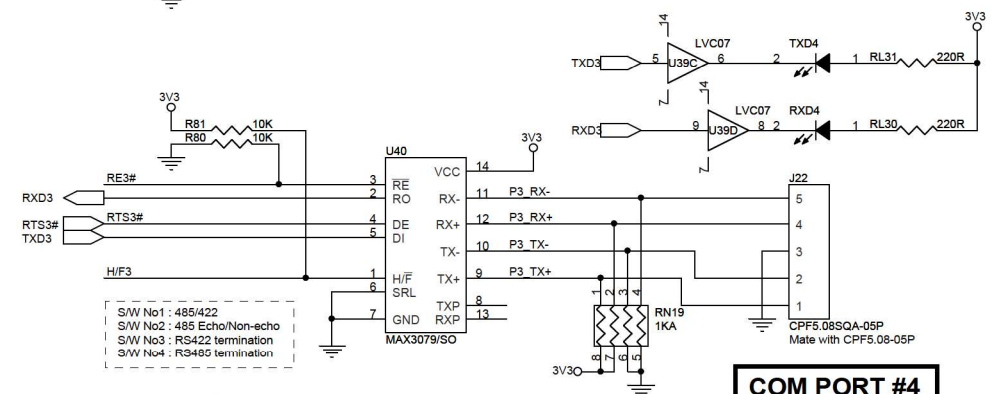 3V3
14
LVC07
TXD4
TXD3
5
U39C
6
2
1
RL31
220R
7
14
LVC07
RXD4
RXD3
9
U39D
8
2
1
RL30
220R
7
3V3
R81
10K
R80
10K
U40
3V3
RE3#
3
RE
VCC
14
RXD3
2
RO
RX-
11
P3_RX-
RTS3#
RTS3#
4
DE
RX+
12
P3_RX+
TXD3
5
DI
TX-
10
P3_TX-
H/F3
1
H/F
TX+
9
P3_TX+
6
SRL
TXP
8
7
GND
RXP
13
MAX3079/SO
J22
5
4
3
2
1
CPF5.08SQA-05P
Mate with CPF5.08-05P
1
2
3
4
RN19
1KA
8
7
6
5
3V3
S/W No1 : 485/422
S/W No2 : 485 Echo/Non-echo
S/W No3 : RS422 termination
S/W No4 : RS485 termination
COM PORT #4